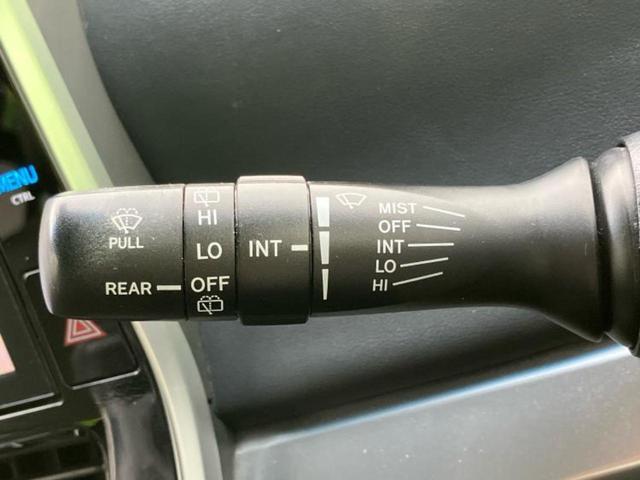 MENU
CTRL
PULL
REAR
HI
LO
OFF
INT
MIST
OFF
INT
LO
HI